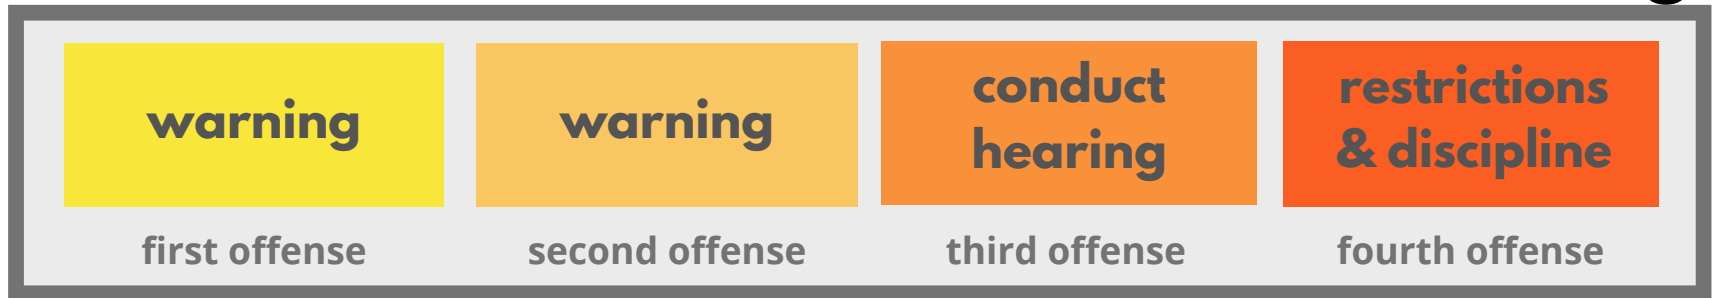 warning
warning
conduct
hearing
restrictions
& discipline
first offense
second offense
third offense
fourth offense